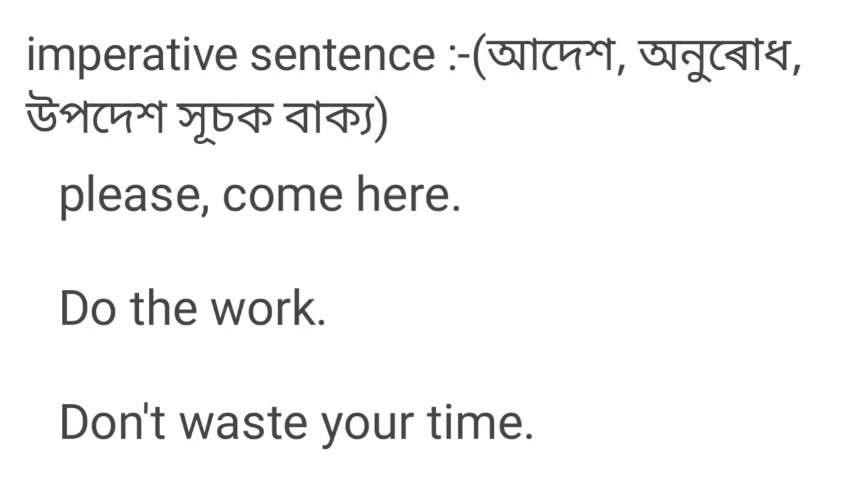 imperative sentence :-(আদেশ, অনুৰোধ,
উপদেশ সূচক বাক্য)
please, come here.
Do the work.
Don't waste your time.